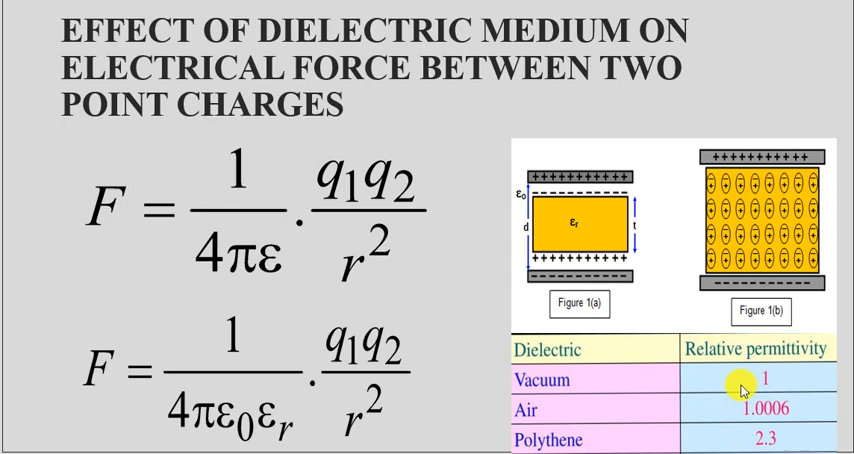 EFFECT OF DIELECTRIC MEDIUM ON
ELECTRICAL FORCE BETWEEN TWO
POINT CHARGES
F = 1/4πε . q₁q₂/r²
F = 1/4πε₀εᵣ . q₁q₂/r²
+++++++++++
ε₀
----------
d
εᵣ
t
++++++++++
-----------
Figure 1(a)
+++++++++++
-----------
Figure 1(b)
Dielectric Relative permittivity
Vacuum 1
Air 1.0006
Polythene 2.3